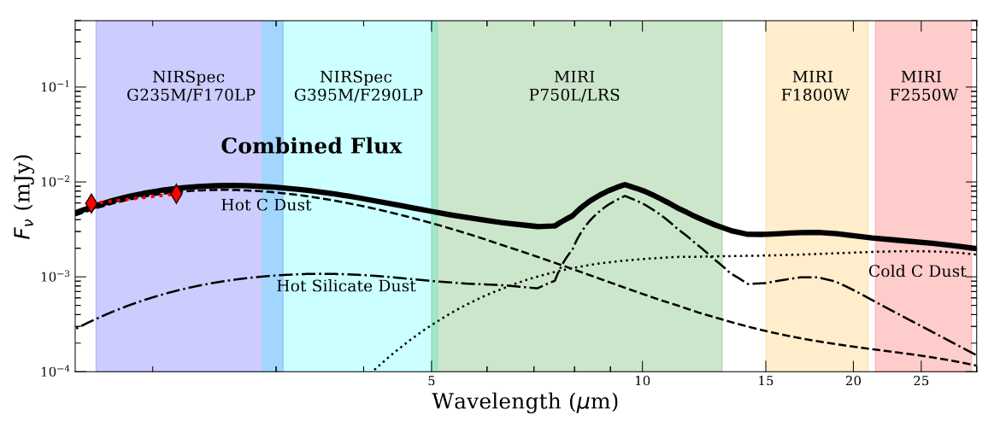 NIRSpec
G235M/F170LP
NIRSpec
G395M/F290LP
MIRI
P750L/LRS
MIRI
F1800W
MIRI
F2550W
Combined Flux
Hot C Dust
Hot Silicate Dust
Cold C Dust
10⁻¹
10⁻²
10⁻³
10⁻⁴
F_ν (mJy)
5
10
15
20
25
Wavelength (μm)